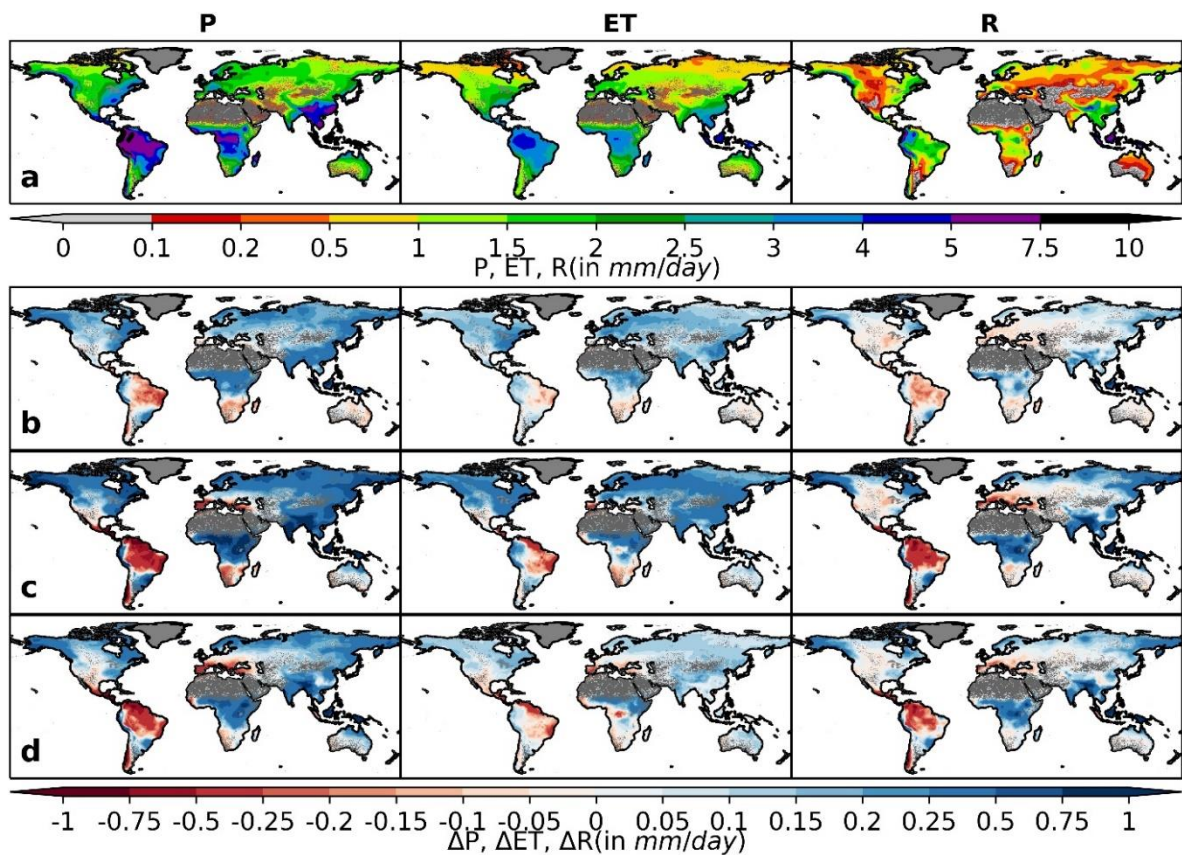 P ET R
a
0 0.1 0.2 0.5 1 1.5 2 2.5 3 4 5 7.5 10
P, ET, R(in mm/day)
b
c
d
-1 -0.75 -0.5 -0.25 -0.2 -0.15 -0.1 -0.05 0 0.05 0.1 0.15 0.2 0.25 0.5 0.75 1
ΔP, ΔET, ΔR(in mm/day)